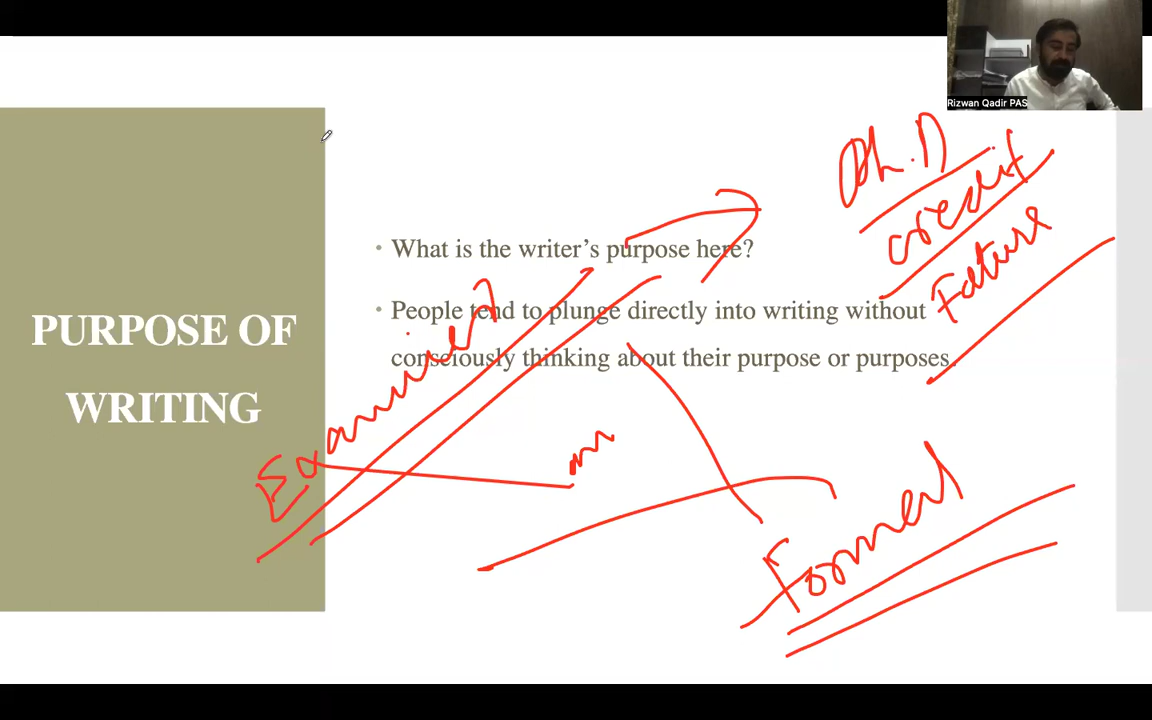 Rizwan Qadir PAS
Ph.D
credit
Future
PURPOSE OF
WRITING
• What is the writer’s purpose here?
• People tend to plunge directly into writing without
consciously thinking about their purpose or purposes.
Examiner
Formal